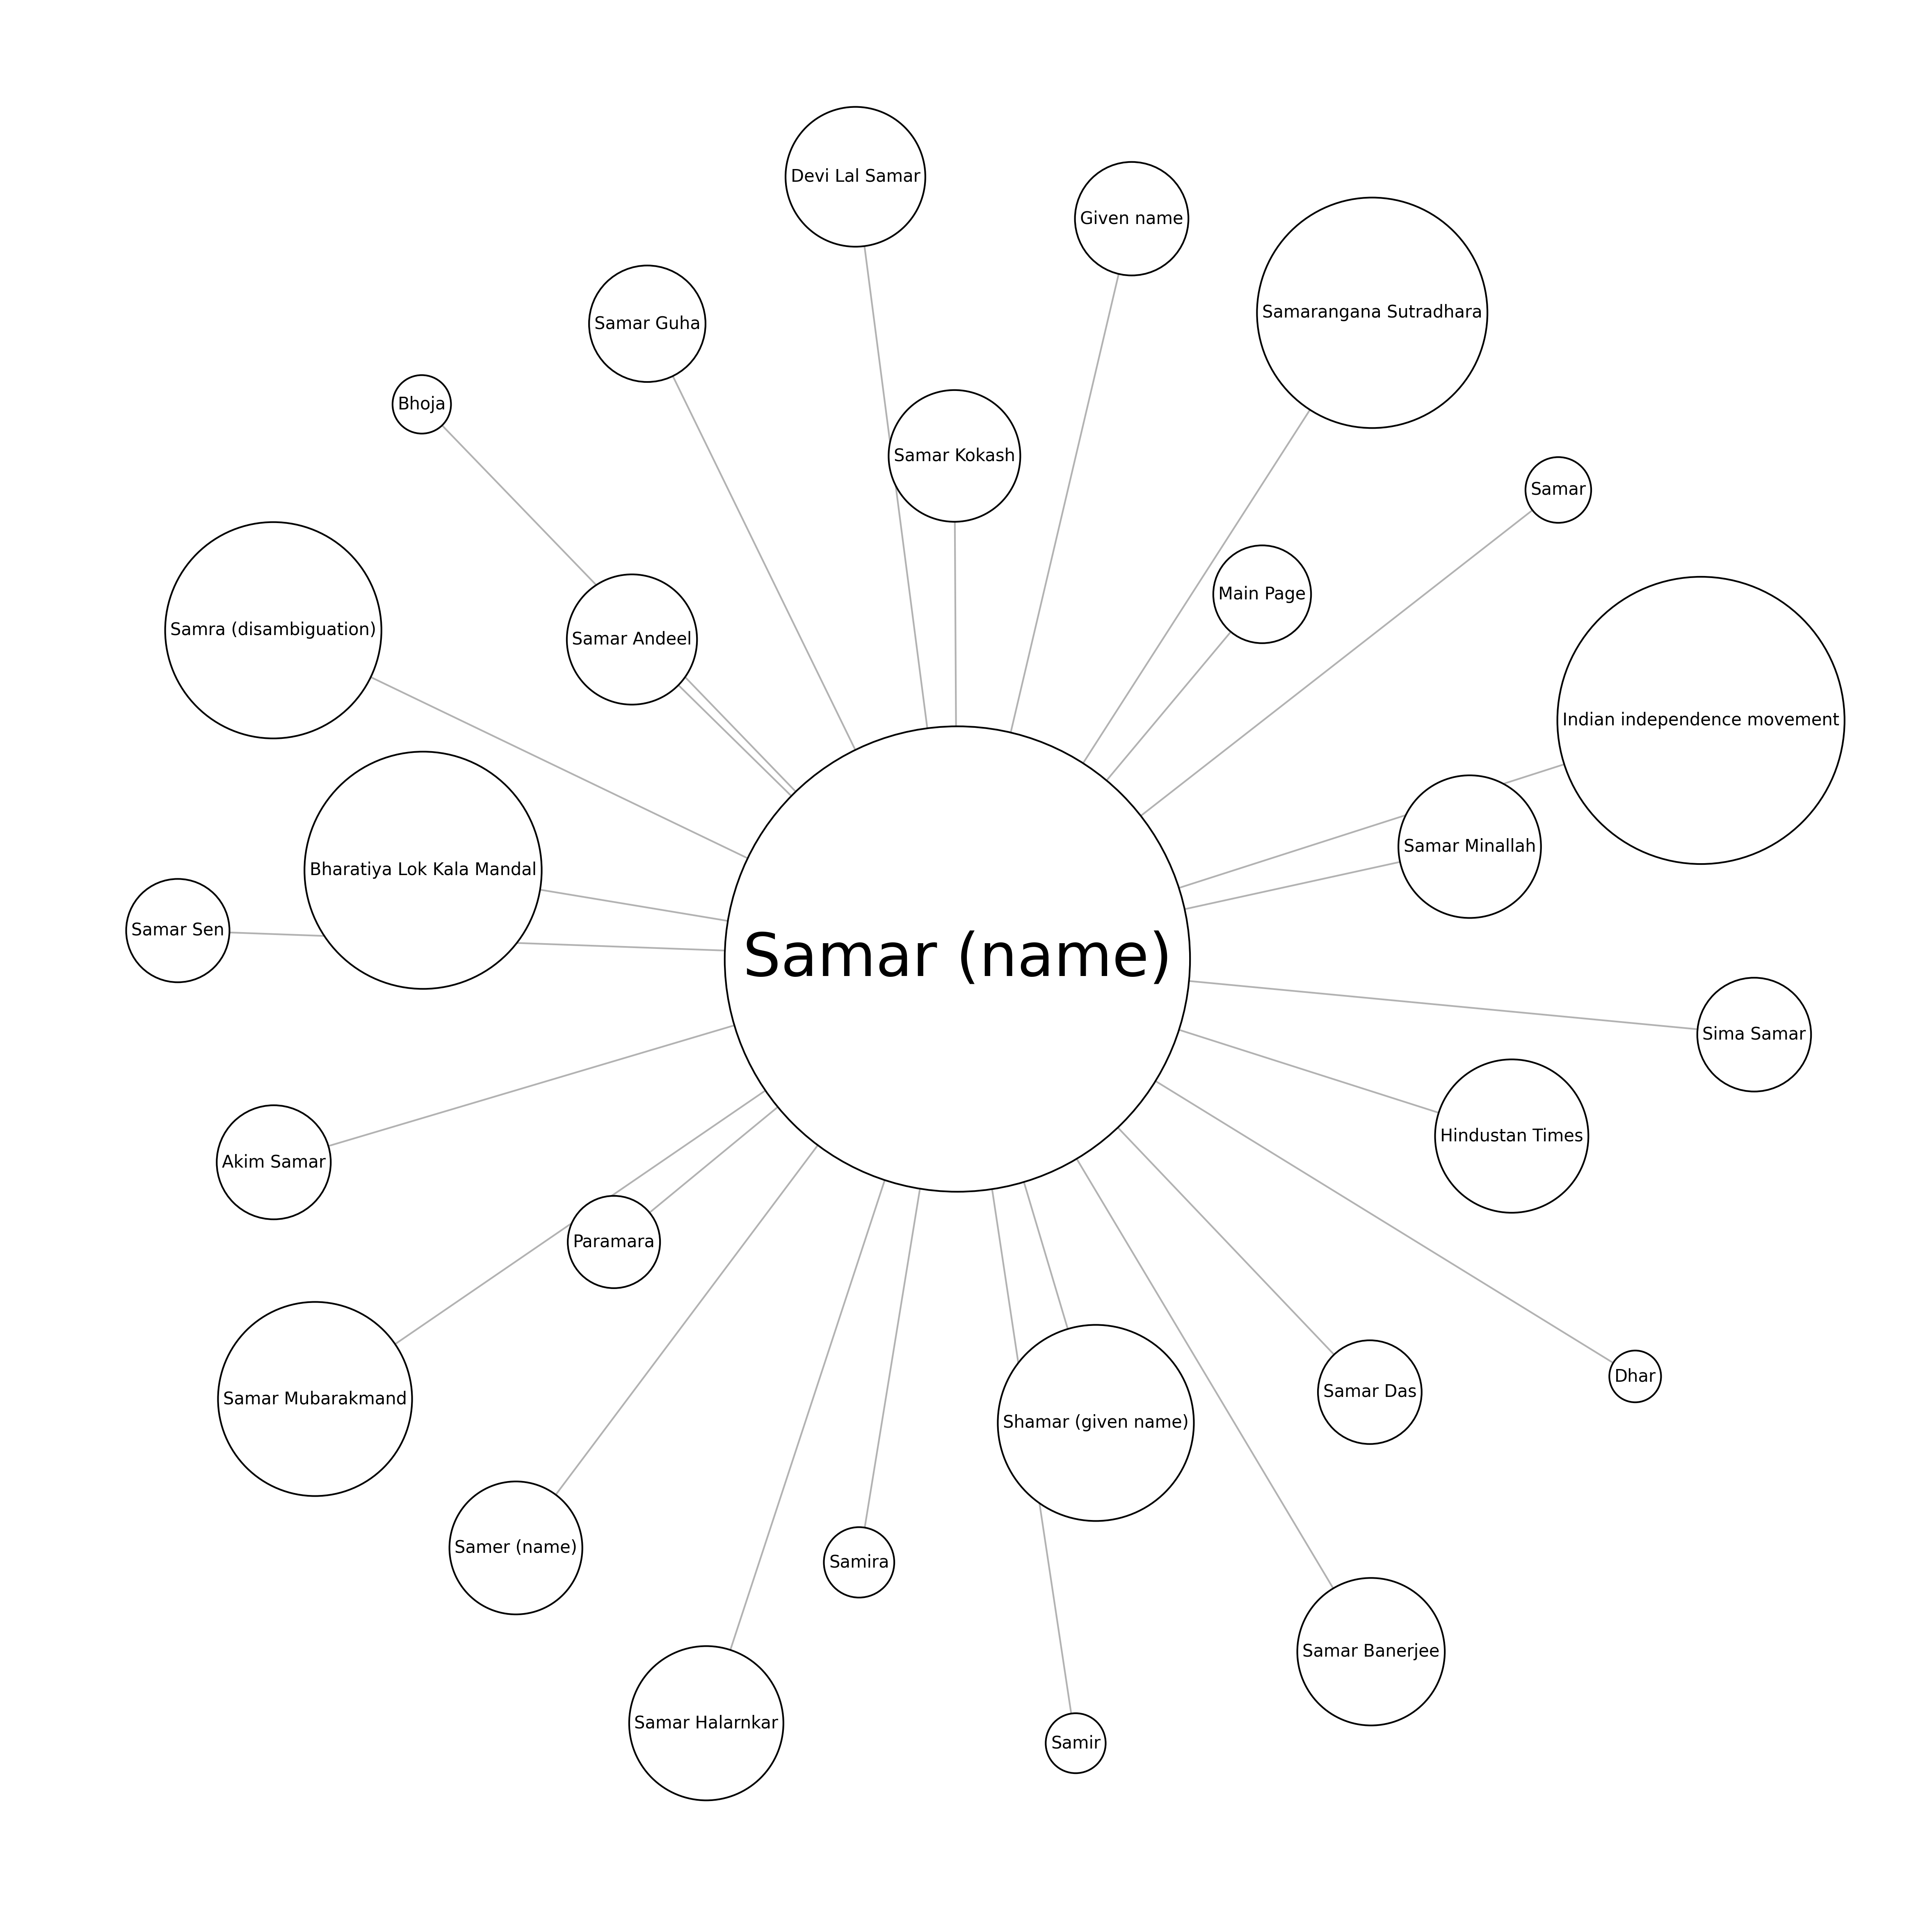 Devi Lal Samar
Given name
Samarangana Sutradhara
Samar Guha
Bhoja
Samar Kokash
Samar
Main Page
Samra (disambiguation)
Samar Andeel
Indian independence movement
Samar Minallah
Bharatiya Lok Kala Mandal
Samar Sen
Samar (name)
Sima Samar
Hindustan Times
Akim Samar
Paramara
Dhar
Samar Das
Samar Mubarakmand
Shamar (given name)
Samer (name)
Samira
Samar Banerjee
Samar Halarnkar
Samir